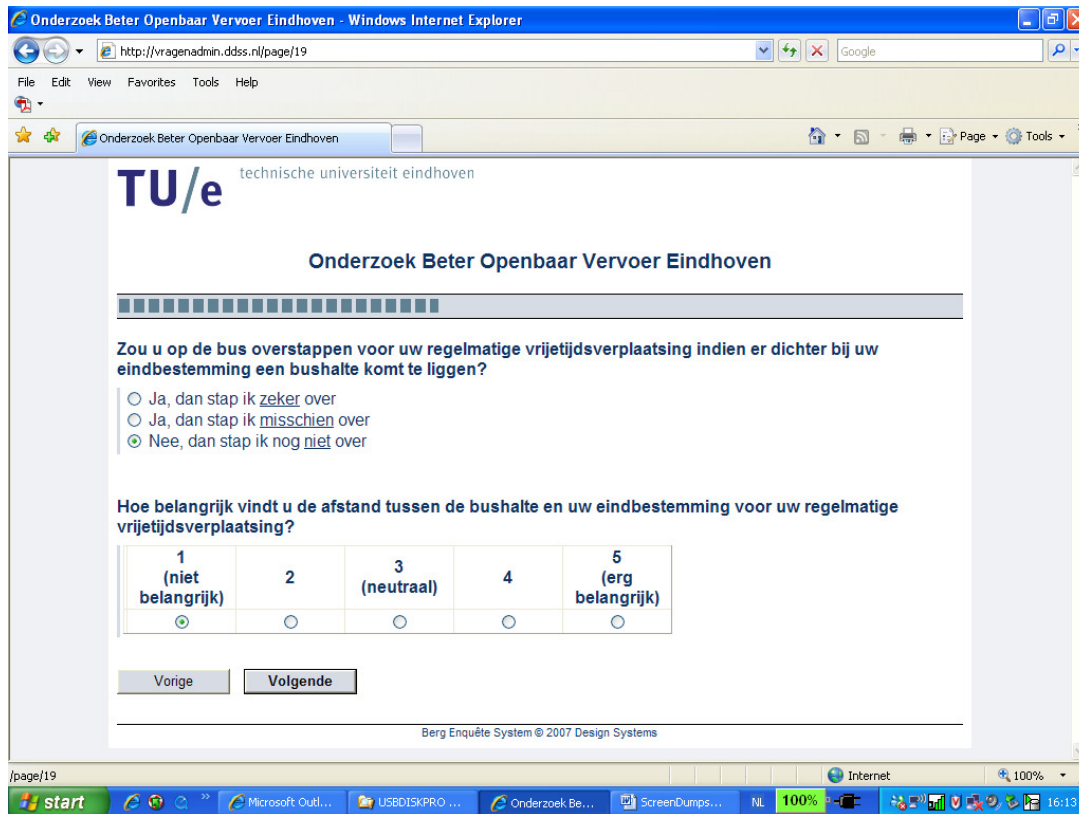 Onderzoek Beter Openbaar Vervoer Eindhoven - Windows Internet Explorer
http://vragenadmin.ddss.nl/page/19
Google
File Edit View Favorites Tools Help
Onderzoek Beter Openbaar Vervoer Eindhoven
Page Tools
TU/e technische universiteit eindhoven
Onderzoek Beter Openbaar Vervoer Eindhoven
Zou u op de bus overstappen voor uw regelmatige vrijetijdsverplaatsing indien er dichter bij uw
eindbestemming een bushalte komt te liggen?
Ja, dan stap ik zeker over
Ja, dan stap ik misschien over
Nee, dan stap ik nog niet over
Hoe belangrijk vindt u de afstand tussen de bushalte en uw eindbestemming voor uw regelmatige
vrijetijdsverplaatsing?
1 (niet belangrijk) 2 3 (neutraal) 4 5 (erg belangrijk)
Vorige Volgende
Berg Enquête System © 2007 Design Systems
/page/19 Internet 100%
start Microsoft Outl... USBDISKPRO ... Onderzoek Be... ScreenDumps... NL 100% 16:13